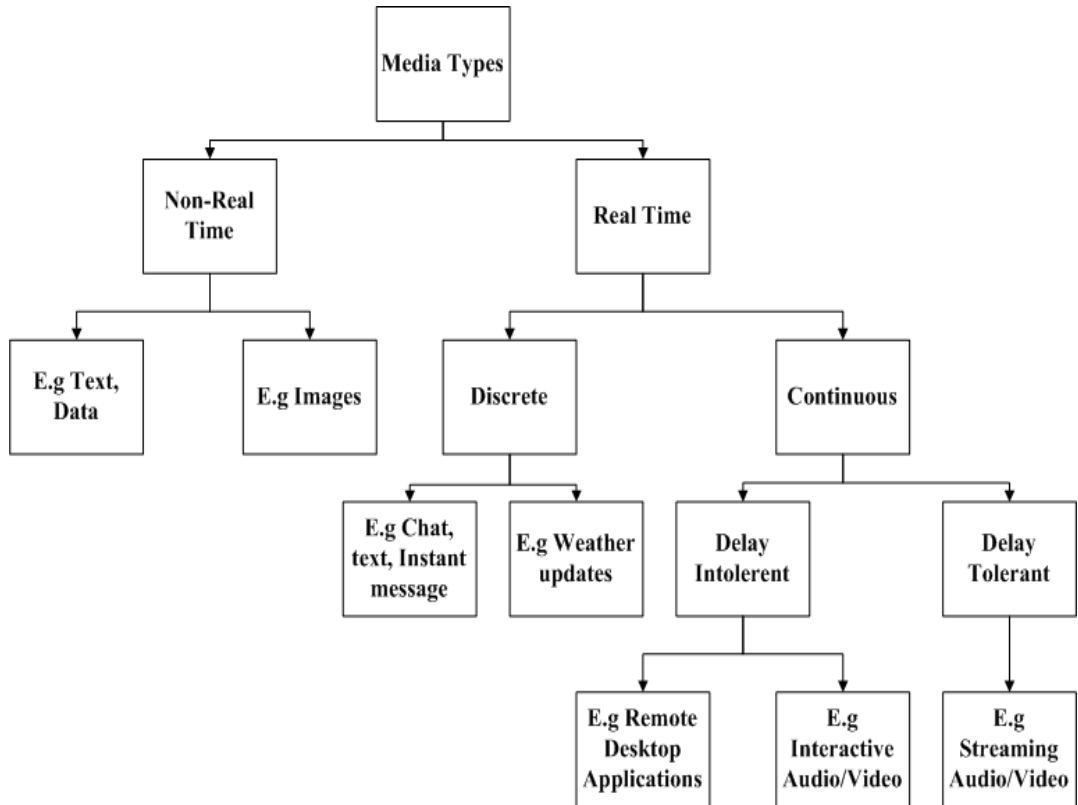 Media Types
Non-Real
Time
Real Time
E.g Text,
Data
E.g Images
Discrete
Continuous
E.g Chat,
text, Instant
message
E.g Weather
updates
Delay
Intolerent
Delay
Tolerant
E.g Remote
Desktop
Applications
E.g
Interactive
Audio/Video
E.g
Streaming
Audio/Video